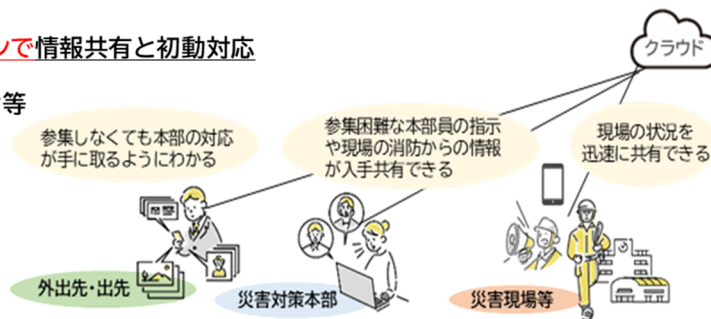 ンで情報共有と初動対応
等
クラウド
参集しなくても本部の対応
が手に取るようにわかる
参集困難な本部員の指示
や現場の消防からの情報
が入手共有できる
現場の状況を
迅速に共有できる
外出先・出先
災害対策本部
災害現場等